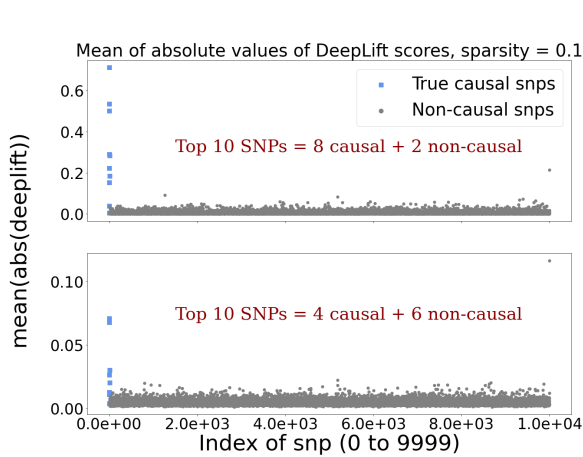 Mean of absolute values of DeepLift scores, sparsity = 0.1
True causal snps
Non-causal snps
Top 10 SNPs = 8 causal + 2 non-causal
0.6
0.4
0.2
0.0
mean(abs(deeplift))
Top 10 SNPs = 4 causal + 6 non-causal
0.10
0.05
0.00
0.0e+00 2.0e+03 4.0e+03 6.0e+03 8.0e+03 1.0e+04
Index of snp (0 to 9999)